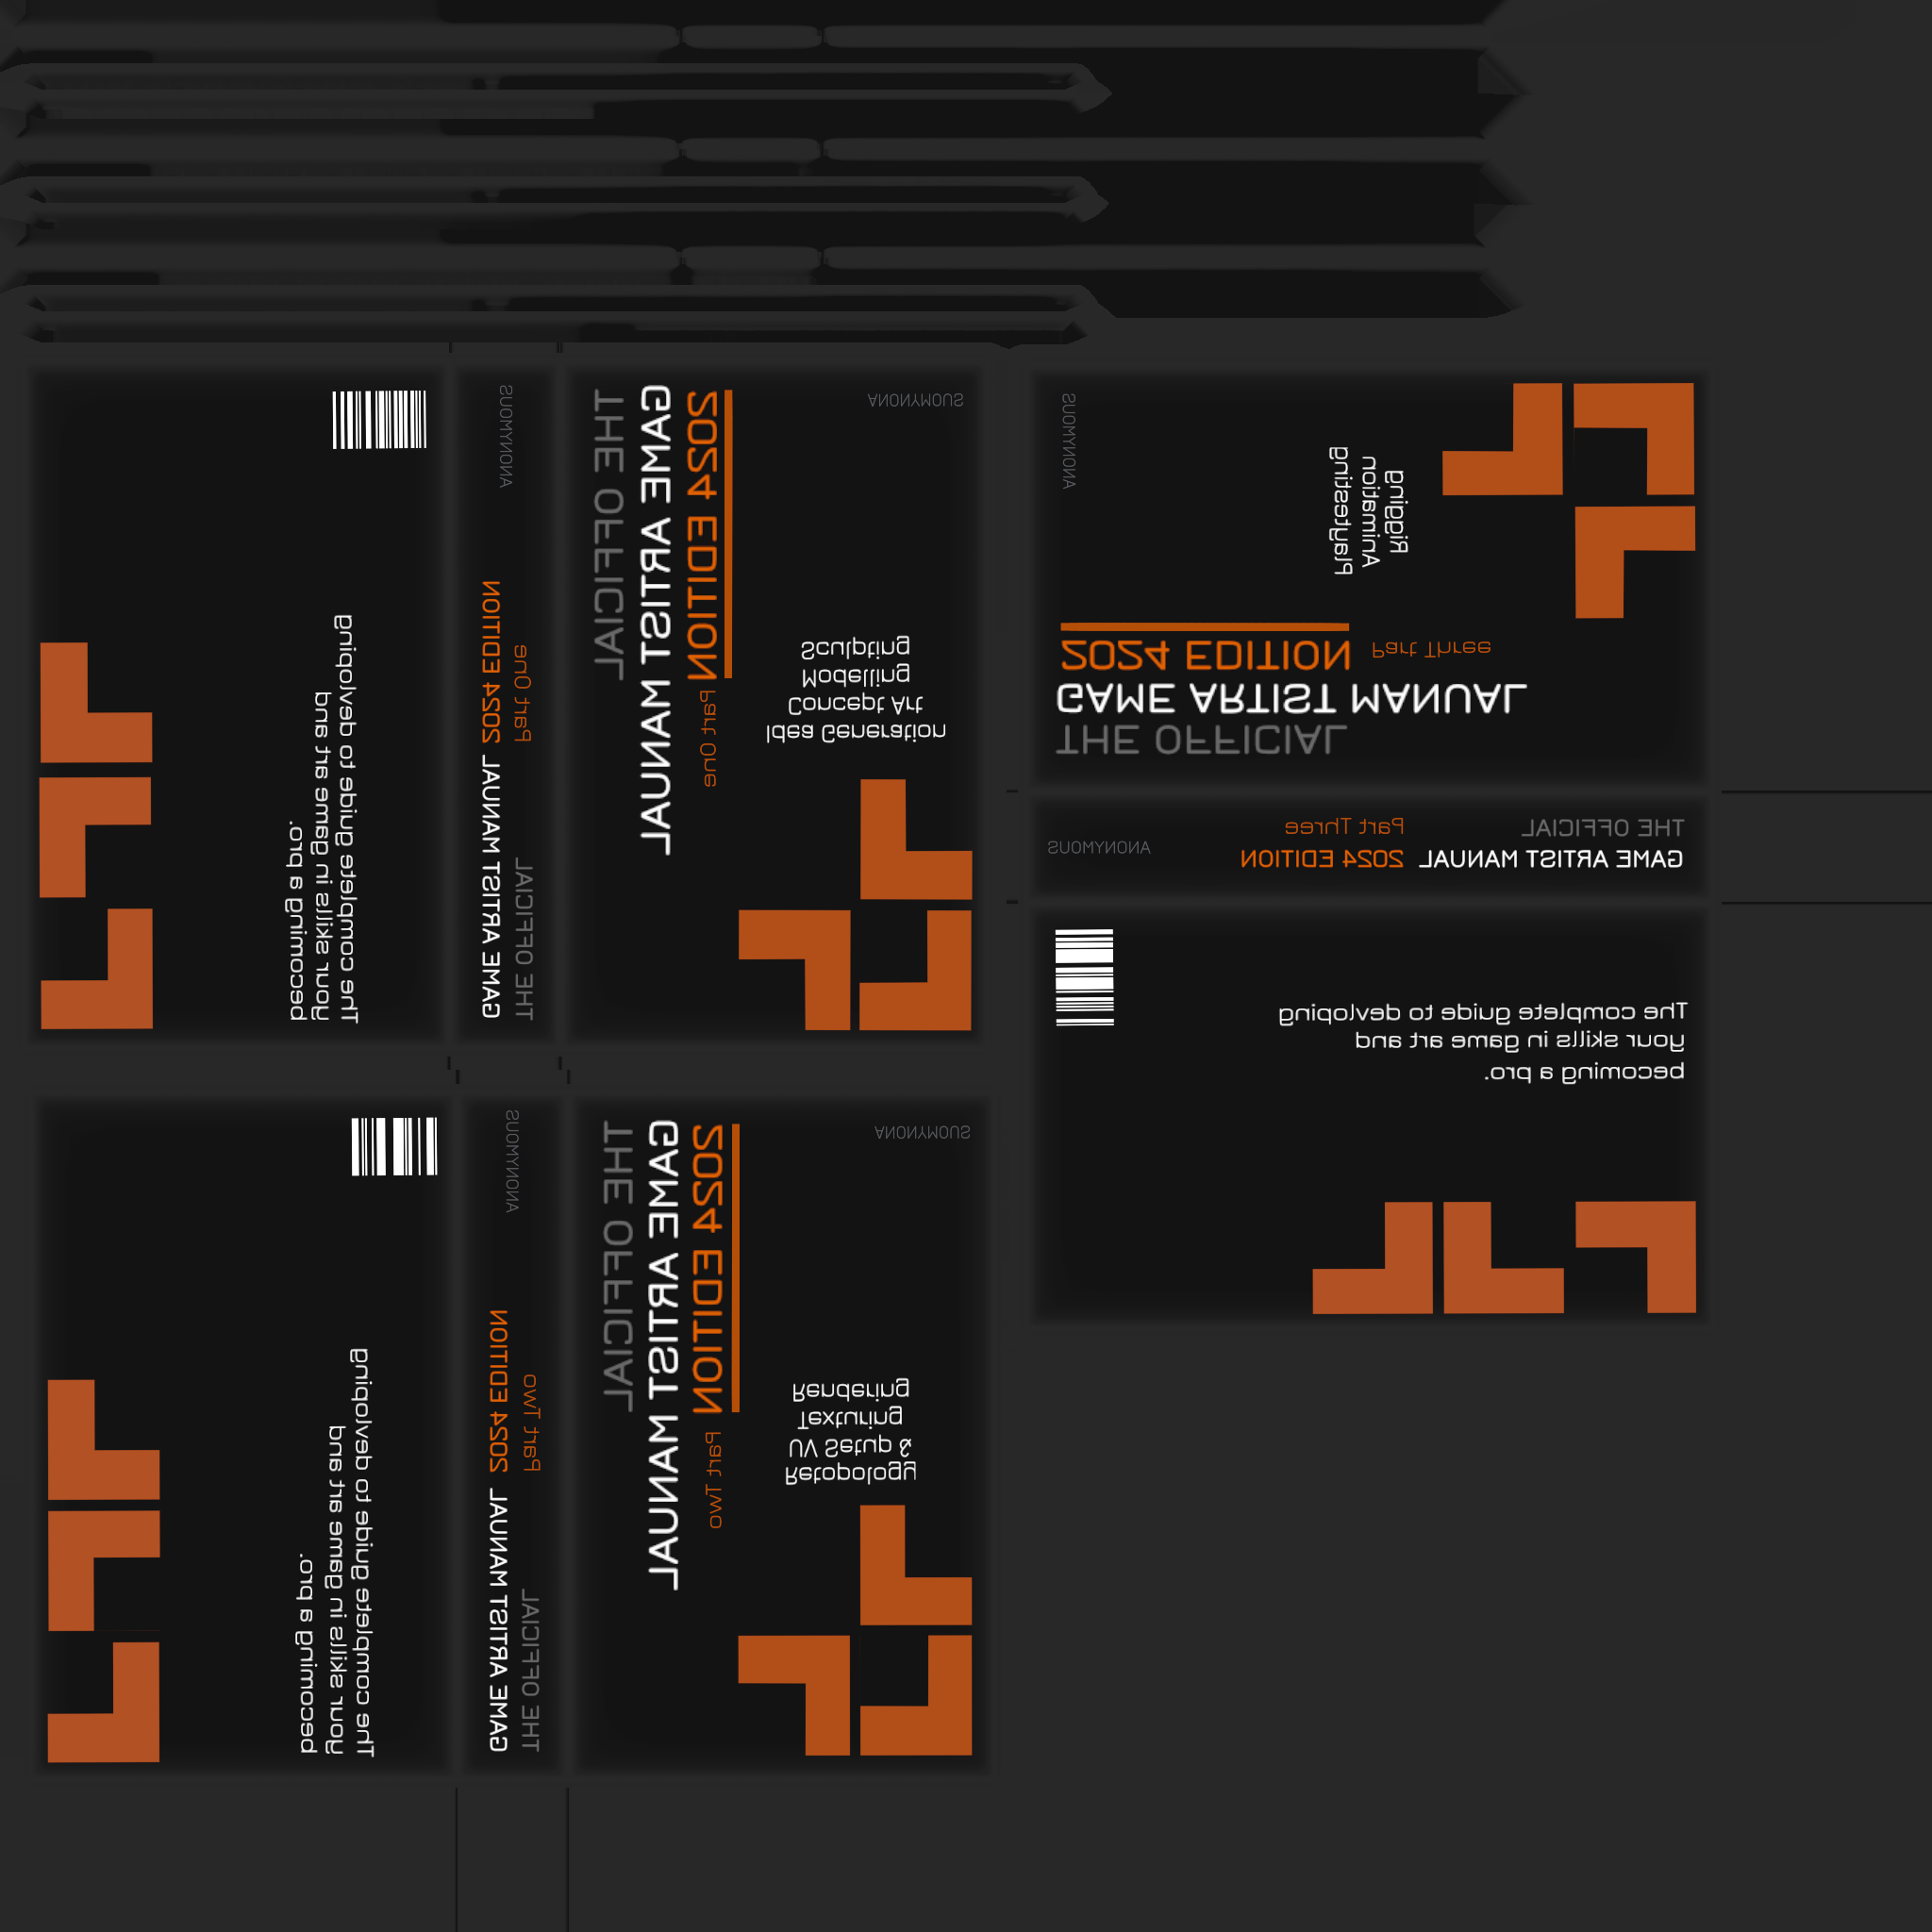 The complete guide to devloping
your skills in game art and
becoming a pro.
THE OFFICIAL
GAME ARTIST MANUAL 2024 EDITION
Part One
ANONYMOUS
THE OFFICIAL
GAME ARTIST MANUAL
2024 EDITION
Part One
Idea Generation
Concept Art
Modelling
Sculpting
ANONYMOUS
The complete guide to devloping
your skills in game art and
becoming a pro.
THE OFFICIAL
GAME ARTIST MANUAL 2024 EDITION
Part Two
ANONYMOUS
THE OFFICIAL
GAME ARTIST MANUAL
2024 EDITION
Part Two
Retopology
UV Setup &
Texturing
Rendering
ANONYMOUS
THE OFFICIAL
GAME ARTIST MANUAL
2024 EDITION
Part Three
Rigging
Animation
Playtesting
ANONYMOUS
THE OFFICIAL
GAME ARTIST MANUAL 2024 EDITION
Part Three
ANONYMOUS
The complete guide to devloping
your skills in game art and
becoming a pro.